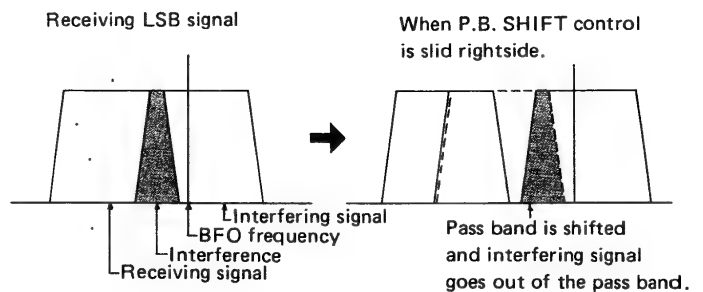 Receiving LSB signal
When P.B. SHIFT control
is slid rightside.
Interfering signal
BFO frequency
Interference
Receiving signal
Pass band is shifted
and interfering signal
goes out of the pass band.